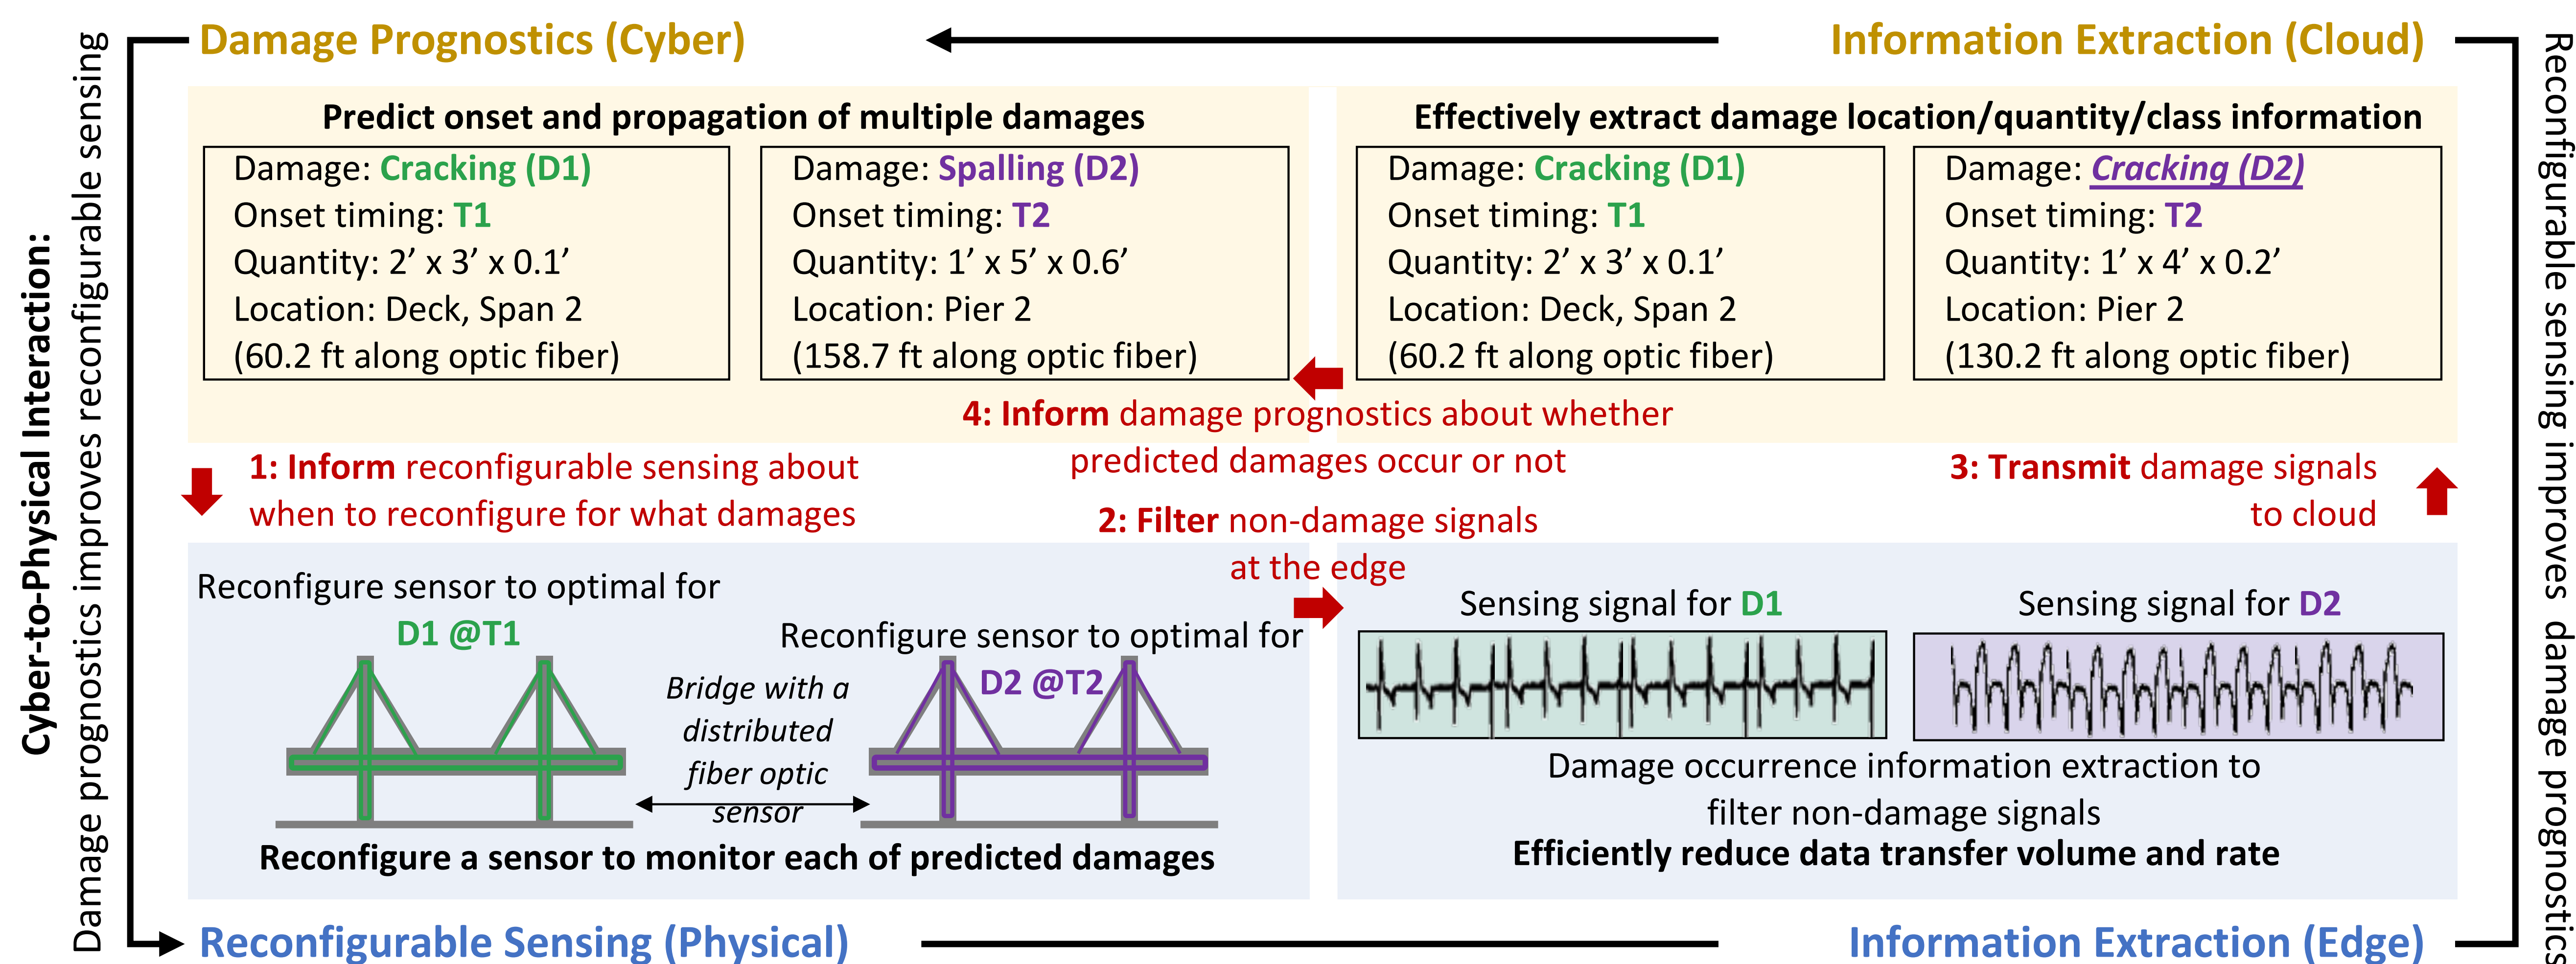 Cyber-to-Physical Interaction:
Damage prognostics improves reconfigurable sensing
Damage Prognostics (Cyber)
Predict onset and propagation of multiple damages
Damage: Cracking (D1)
Onset timing: T1
Quantity: 2’ x 3’ x 0.1’
Location: Deck, Span 2
(60.2 ft along optic fiber)
Damage: Spalling (D2)
Onset timing: T2
Quantity: 1’ x 5’ x 0.6’
Location: Pier 2
(158.7 ft along optic fiber)
Information Extraction (Cloud)
Effectively extract damage location/quantity/class information
Damage: Cracking (D1)
Onset timing: T1
Quantity: 2’ x 3’ x 0.1’
Location: Deck, Span 2
(60.2 ft along optic fiber)
Damage: Cracking (D2)
Onset timing: T2
Quantity: 1’ x 4’ x 0.2’
Location: Pier 2
(130.2 ft along optic fiber)
4: Inform damage prognostics about whether
predicted damages occur or not
1: Inform reconfigurable sensing about
when to reconfigure for what damages
2: Filter non-damage signals
at the edge
3: Transmit damage signals
to cloud
Reconfigure sensor to optimal for
D1 @T1
Reconfigure sensor to optimal for
D2 @T2
Bridge with a
distributed
fiber optic
sensor
Reconfigure a sensor to monitor each of predicted damages
Sensing signal for D1
Sensing signal for D2
Damage occurrence information extraction to
filter non-damage signals
Efficiently reduce data transfer volume and rate
Reconfigurable Sensing (Physical)
Information Extraction (Edge)
Reconfigurable sensing improves damage prognostics